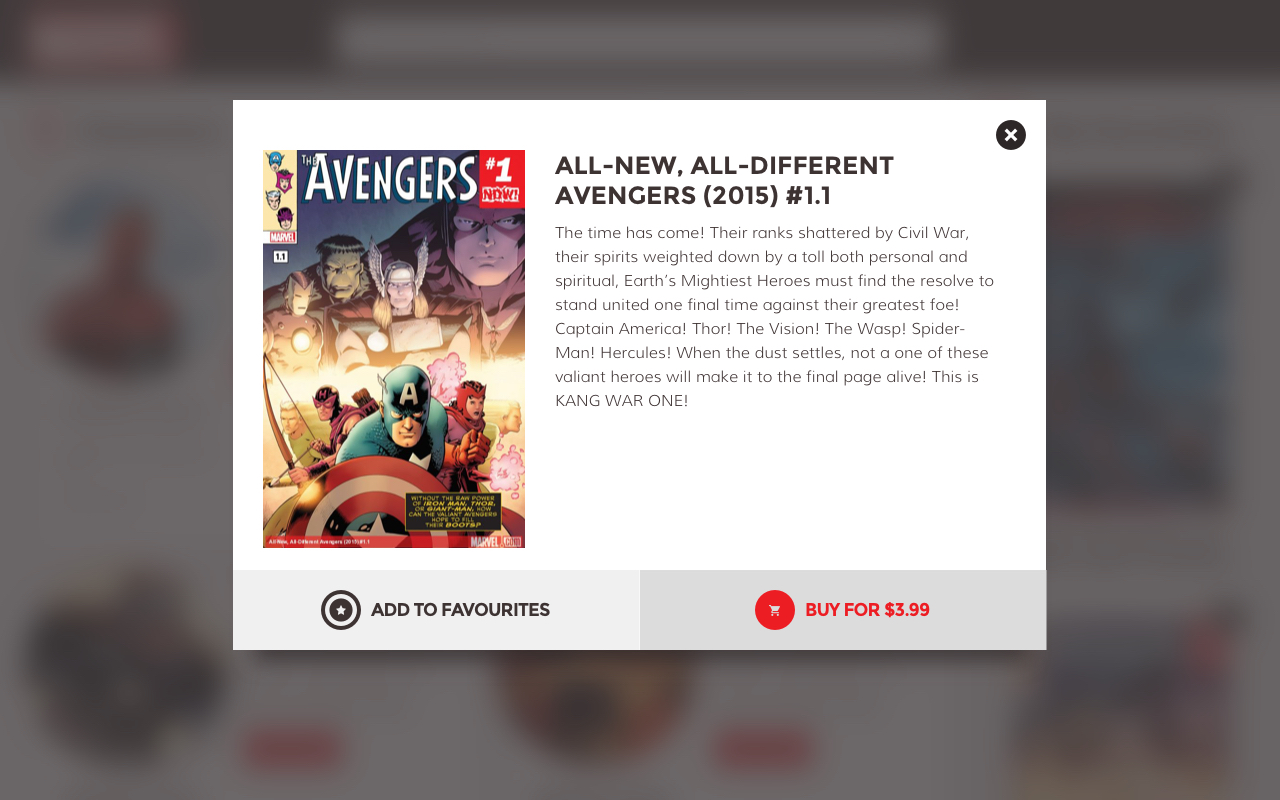 THE AVENGERS
#1
NOW!
MARVEL
1.1
WITHOUT THE RAW POWER
OF IRON MAN, THOR,
OR GIANT-MAN, HOW
CAN THE VALIANT AVENGERS
HOPE TO FILL
THEIR BOOTS?
All-New, All-Different Avengers (2015) #1.1
MARVEL.COM
ALL-NEW, ALL-DIFFERENT
AVENGERS (2015) #1.1
The time has come! Their ranks shattered by Civil War,
their spirits weighted down by a toll both personal and
spiritual, Earth’s Mightiest Heroes must find the resolve to
stand united one final time against their greatest foe!
Captain America! Thor! The Vision! The Wasp! Spider-
Man! Hercules! When the dust settles, not a one of these
valiant heroes will make it to the final page alive! This is
KANG WAR ONE!
ADD TO FAVOURITES
BUY FOR $3.99